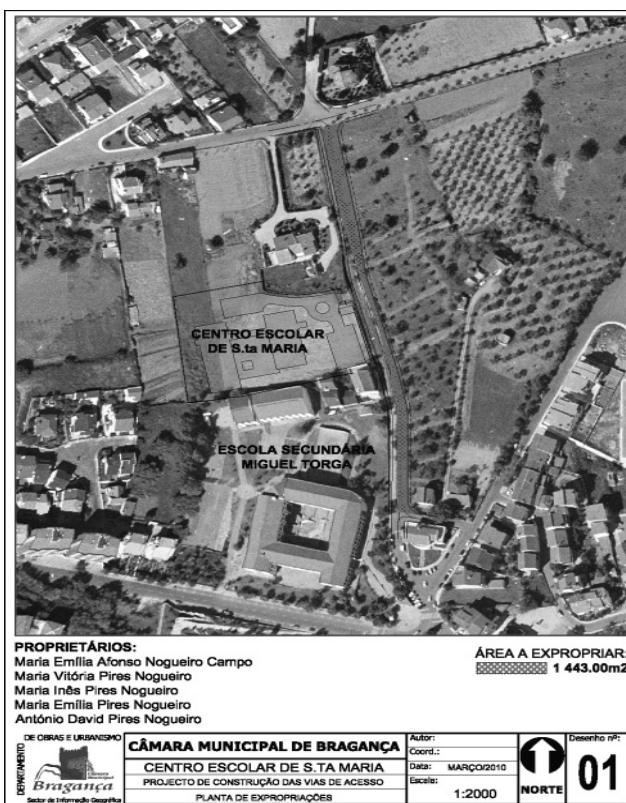 CENTRO ESCOLAR
DE S.ta MARIA
ESCOLA SECUNDÁRIA
MIGUEL TORGA
PROPRIETÁRIOS:
Maria Emília Afonso Nogueiro Campo
Maria Vitória Pires Nogueiro
Maria Inês Pires Nogueiro
Maria Emília Pires Nogueiro
António David Pires Nogueiro
ÁREA A EXPROPRIAR:
1 443.00m2
DEPARTAMENTO
DE OBRAS E URBANISMO
Câmara Municipal
Bragança
Sector de Informação Geográfica
CÂMARA MUNICIPAL DE BRAGANÇA
CENTRO ESCOLAR DE S.TA MARIA
PROJECTO DE CONSTRUÇÃO DAS VIAS DE ACESSO
PLANTA DE EXPROPRIAÇÕES
Autor:
Coord.:
Data: MARÇO/2010
Escala:
1:2000
NORTE
Desenho nº:
01